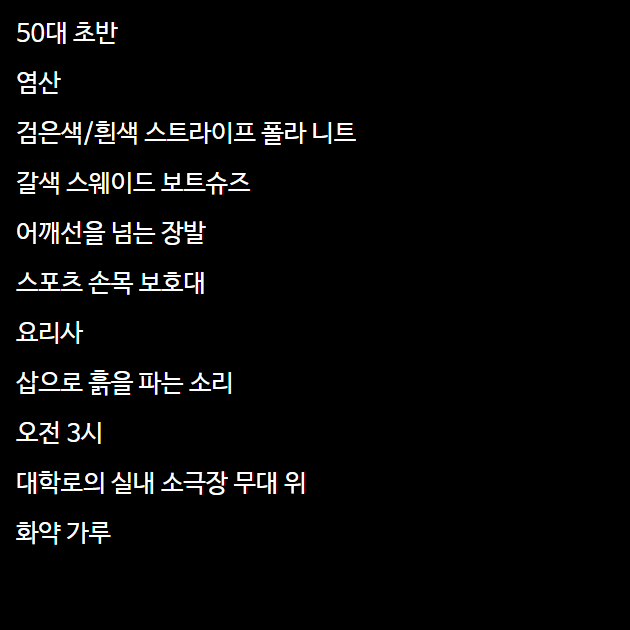 50대 초반
염산
검은색/흰색 스트라이프 폴라 니트
갈색 스웨이드 보트슈즈
어깨선을 넘는 장발
스포츠 손목 보호대
요리사
삽으로 흙을 파는 소리
오전 3시
대학로의 실내 소극장 무대 위
화약 가루